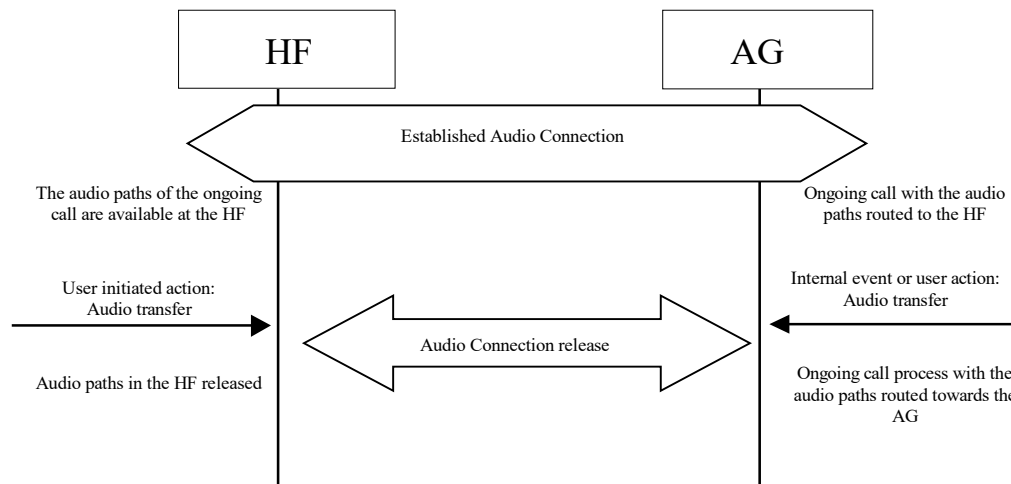 HF
AG
Established Audio Connection
The audio paths of the ongoing
call are available at the HF
Ongoing call with the audio
paths routed to the HF
User initiated action:
Audio transfer
Internal event or user action:
Audio transfer
Audio Connection release
Audio paths in the HF released
Ongoing call process with the
audio paths routed towards the
AG